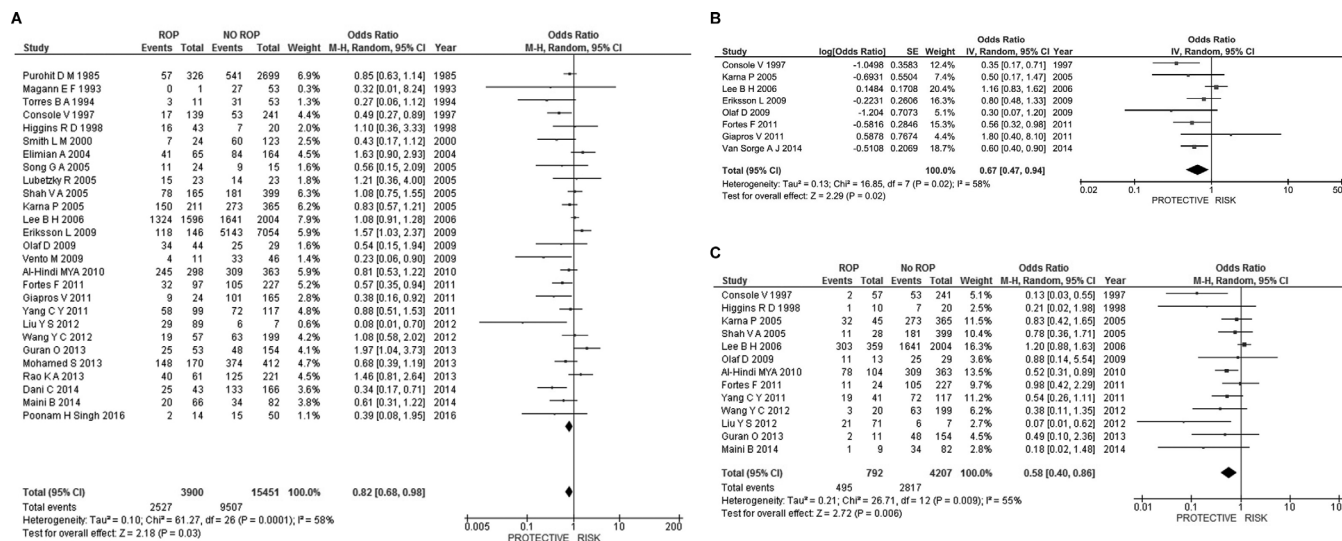 A
ROP NO ROP Odds Ratio Odds Ratio
Study Events Total Events Total Weight M-H, Random, 95% CI Year M-H, Random, 95% CI
Purohit D M 1985 57 326 541 2699 6.9% 0.85 [0.63, 1.14] 1985
Magann E F 1993 0 1 27 53 0.3% 0.32 [0.01, 8.24] 1993
Torres B A 1994 3 11 31 53 1.3% 0.27 [0.06, 1.12] 1994
Console V 1997 17 139 53 241 4.4% 0.49 [0.27, 0.89] 1997
Higgins R D 1998 16 43 7 20 2.0% 1.10 [0.36, 3.33] 1998
Smith L M 2000 7 24 60 123 2.5% 0.43 [0.17, 1.12] 2000
Elimian A 2004 41 65 84 164 4.4% 1.63 [0.90, 2.93] 2004
Song G A 2005 11 24 9 15 1.5% 0.56 [0.15, 2.09] 2005
Lubetzky R 2005 15 23 14 23 1.7% 1.21 [0.36, 4.00] 2005
Shah V A 2005 78 165 181 399 6.2% 1.08 [0.75, 1.55] 2005
Karna P 2005 150 211 273 365 6.1% 0.83 [0.57, 1.21] 2005
Lee B H 2006 1324 1596 1641 2004 8.1% 1.08 [0.91, 1.28] 2006
Eriksson L 2009 118 146 5143 7054 5.7% 1.57 [1.03, 2.37] 2009
Olaf D 2009 34 44 25 29 1.6% 0.54 [0.15, 1.94] 2009
Vento M 2009 4 11 33 46 1.4% 0.23 [0.06, 0.90] 2009
Al-Hindi MYA 2010 245 298 309 363 5.7% 0.81 [0.53, 1.22] 2010
Fortes F 2011 32 97 105 227 5.1% 0.57 [0.35, 0.94] 2011
Giapros V 2011 9 24 101 165 2.8% 0.38 [0.16, 0.92] 2011
Yang C Y 2011 58 99 72 117 4.7% 0.88 [0.51, 1.53] 2011
Liu Y S 2012 29 89 6 7 0.7% 0.08 [0.01, 0.70] 2012
Wang Y C 2012 19 57 63 199 4.1% 1.08 [0.58, 2.02] 2012
Guran O 2013 25 53 48 154 4.0% 1.97 [1.04, 3.73] 2013
Mohamed S 2013 148 170 374 412 4.6% 0.68 [0.39, 1.19] 2013
Rao K A 2013 40 61 125 221 4.4% 1.46 [0.81, 2.64] 2013
Dani C 2014 25 43 133 166 3.6% 0.34 [0.17, 0.71] 2014
Maini B 2014 20 66 34 82 3.7% 0.61 [0.31, 1.22] 2014
Poonam H Singh 2016 2 14 15 50 1.1% 0.39 [0.08, 1.95] 2016
Total (95% CI) 3900 15451 100.0% 0.82 [0.68, 0.98]
Total events 2527 9507
Heterogeneity: Tau² = 0.10; Chi² = 61.27, df = 26 (P = 0.0001); I² = 58%
Test for overall effect: Z = 2.18 (P = 0.03)
0.005 0.1 1 10 200
PROTECTIVE RISK
B
Odds Ratio Odds Ratio
Study log[Odds Ratio] SE Weight IV, Random, 95% CI Year IV, Random, 95% CI
Console V 1997 -1.0498 0.3583 12.4% 0.35 [0.17, 0.71] 1997
Karna P 2005 -0.6931 0.5504 7.4% 0.50 [0.17, 1.47] 2005
Lee B H 2006 0.1484 0.1708 20.4% 1.16 [0.83, 1.62] 2006
Eriksson L 2009 -0.2231 0.2606 16.5% 0.80 [0.48, 1.33] 2009
Olaf D 2009 -1.204 0.7073 5.0% 0.30 [0.07, 1.20] 2009
Fortes F 2011 -0.5816 0.2846 15.3% 0.56 [0.32, 0.98] 2011
Giapros V 2011 0.5878 0.7674 4.4% 1.80 [0.40, 8.10] 2011
Van Sorge A J 2014 -0.5108 0.2069 18.7% 0.60 [0.40, 0.90] 2014
Total (95% CI) 100.0% 0.67 [0.47, 0.94]
Heterogeneity: Tau² = 0.13; Chi² = 16.85, df = 7 (P = 0.02); I² = 58%
Test for overall effect: Z = 2.29 (P = 0.02)
0.02 0.1 1 10 50
PROTECTIVE RISK
C
ROP NO ROP Odds Ratio Odds Ratio
Study Events Total Events Total Weight M-H, Random, 95% CI Year M-H, Random, 95% CI
Console V 1997 2 57 53 241 5.1% 0.13 [0.03, 0.55] 1997
Higgins R D 1998 1 10 7 20 2.5% 0.21 [0.02, 1.98] 1998
Karna P 2005 32 45 273 365 11.5% 0.83 [0.42, 1.65] 2005
Shah V A 2005 11 28 181 399 10.4% 0.78 [0.36, 1.71] 2005
Lee B H 2006 303 359 1641 2004 18.4% 1.20 [0.88, 1.63] 2006
Olaf D 2009 11 13 25 29 3.5% 0.88 [0.14, 5.54] 2009
Al-Hindi MYA 2010 78 104 309 363 14.7% 0.52 [0.31, 0.89] 2010
Fortes F 2011 11 24 105 227 9.4% 0.98 [0.42, 2.29] 2011
Yang C Y 2011 19 41 72 117 11.1% 0.54 [0.26, 1.11] 2011
Wang Y C 2012 3 20 63 199 6.1% 0.38 [0.11, 1.35] 2012
Liu Y S 2012 21 71 6 7 2.7% 0.07 [0.01, 0.62] 2012
Guran O 2013 2 11 48 154 4.5% 0.49 [0.10, 2.36] 2013
Maini B 2014 1 9 34 82 2.8% 0.18 [0.02, 1.48] 2014
Total (95% CI) 792 4207 100.0% 0.58 [0.40, 0.86]
495 2817
Heterogeneity: Tau² = 0.21; Chi² = 26.71, df = 12 (P = 0.009); I² = 55%
Test for overall effect: Z = 2.72 (P = 0.006)
0.01 0.1 1 10
PROTECTIVE RISK